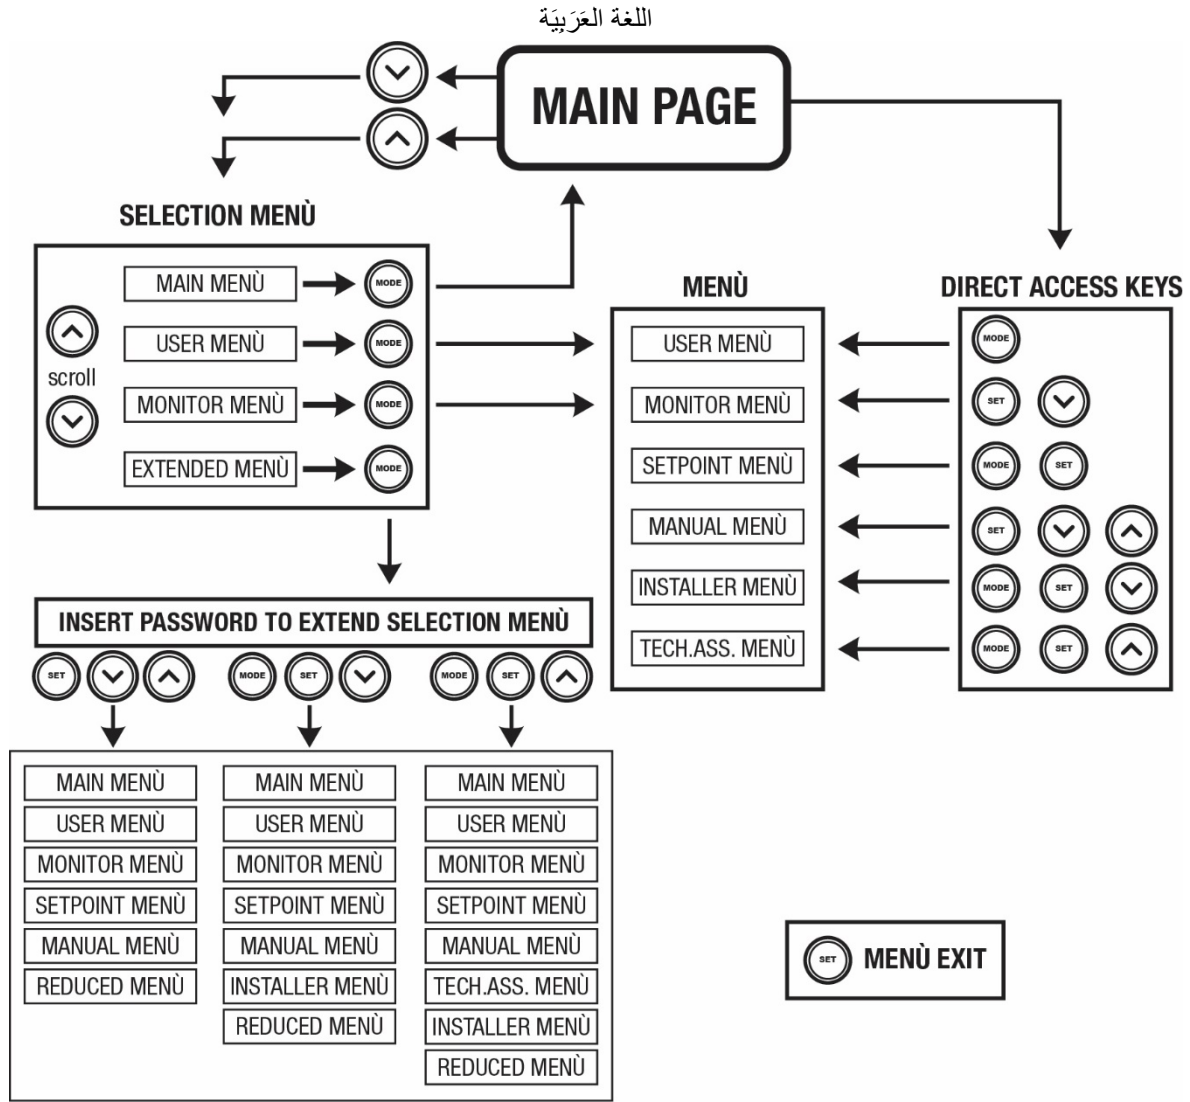 اللغة العَرَبِيَة
MAIN PAGE
SELECTION MENÙ
MAIN MENÙ MODE
USER MENÙ MODE
scroll
MONITOR MENÙ MODE
EXTENDED MENÙ MODE
MENÙ
USER MENÙ
MONITOR MENÙ
SETPOINT MENÙ
MANUAL MENÙ
INSTALLER MENÙ
TECH.ASS. MENÙ
DIRECT ACCESS KEYS
MODE
SET
MODE SET
SET
MODE SET
MODE SET
INSERT PASSWORD TO EXTEND SELECTION MENÙ
SET
MODE SET
MODE SET
MAIN MENÙ
USER MENÙ
MONITOR MENÙ
SETPOINT MENÙ
MANUAL MENÙ
REDUCED MENÙ
MAIN MENÙ
USER MENÙ
MONITOR MENÙ
SETPOINT MENÙ
MANUAL MENÙ
INSTALLER MENÙ
REDUCED MENÙ
MAIN MENÙ
USER MENÙ
MONITOR MENÙ
SETPOINT MENÙ
MANUAL MENÙ
TECH.ASS. MENÙ
INSTALLER MENÙ
REDUCED MENÙ
SET MENÙ EXIT